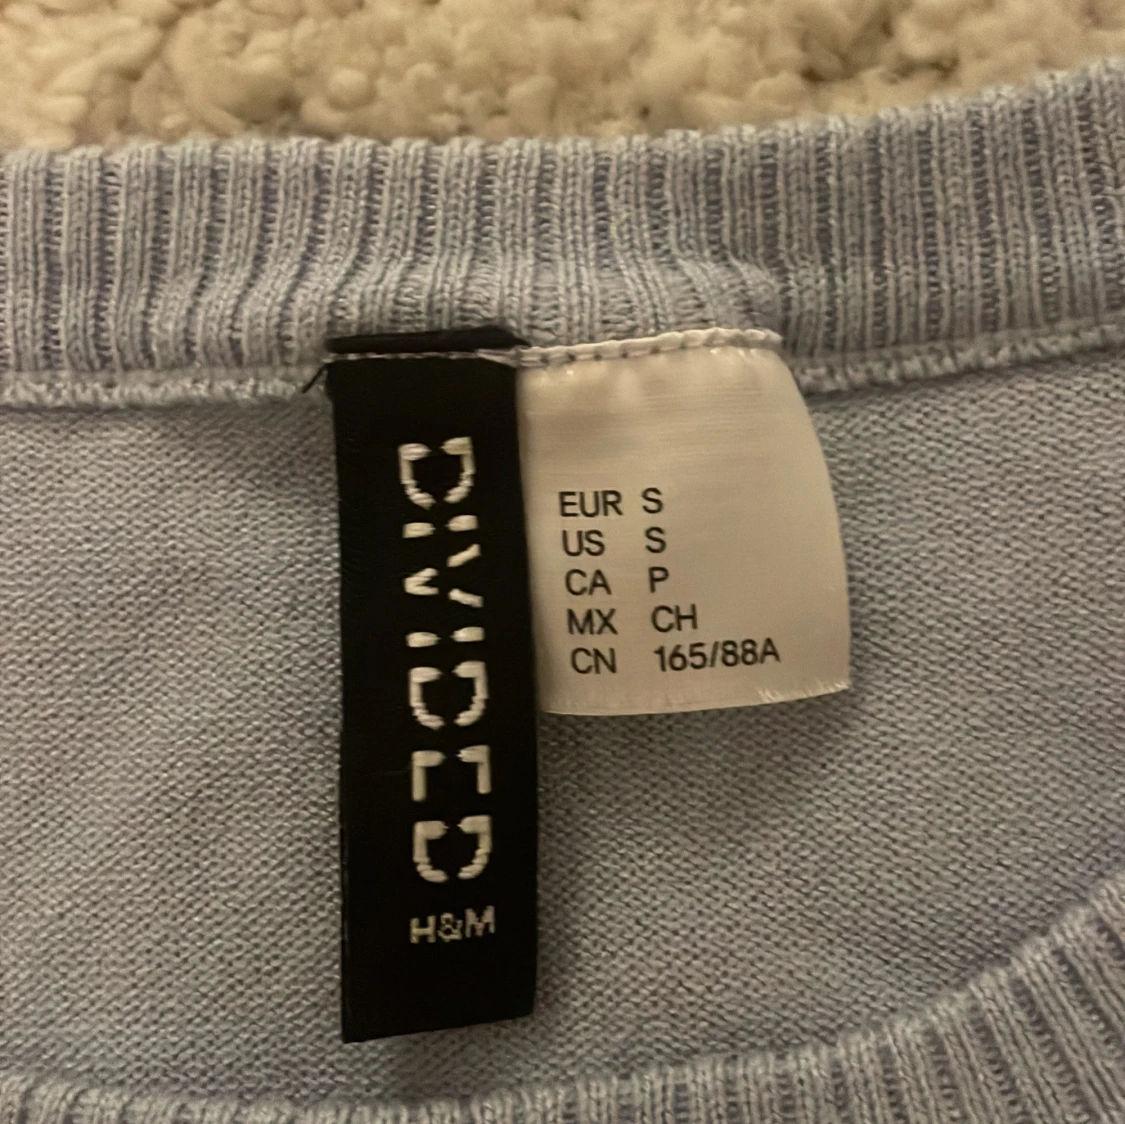 DIVIDED
H&M
EUR S
US S
CA P
MX CH
CN 165/88A